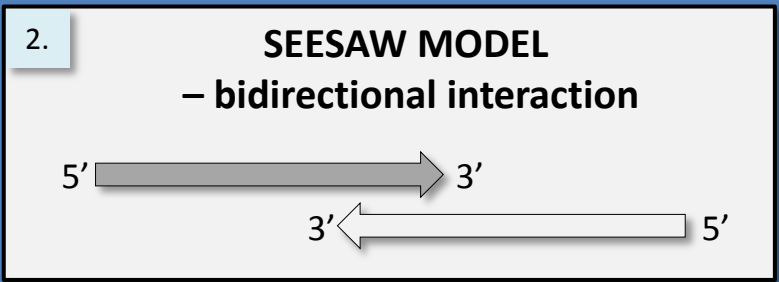 2.
SEESAW MODEL
– bidirectional interaction
5’ 3’
3’ 5’